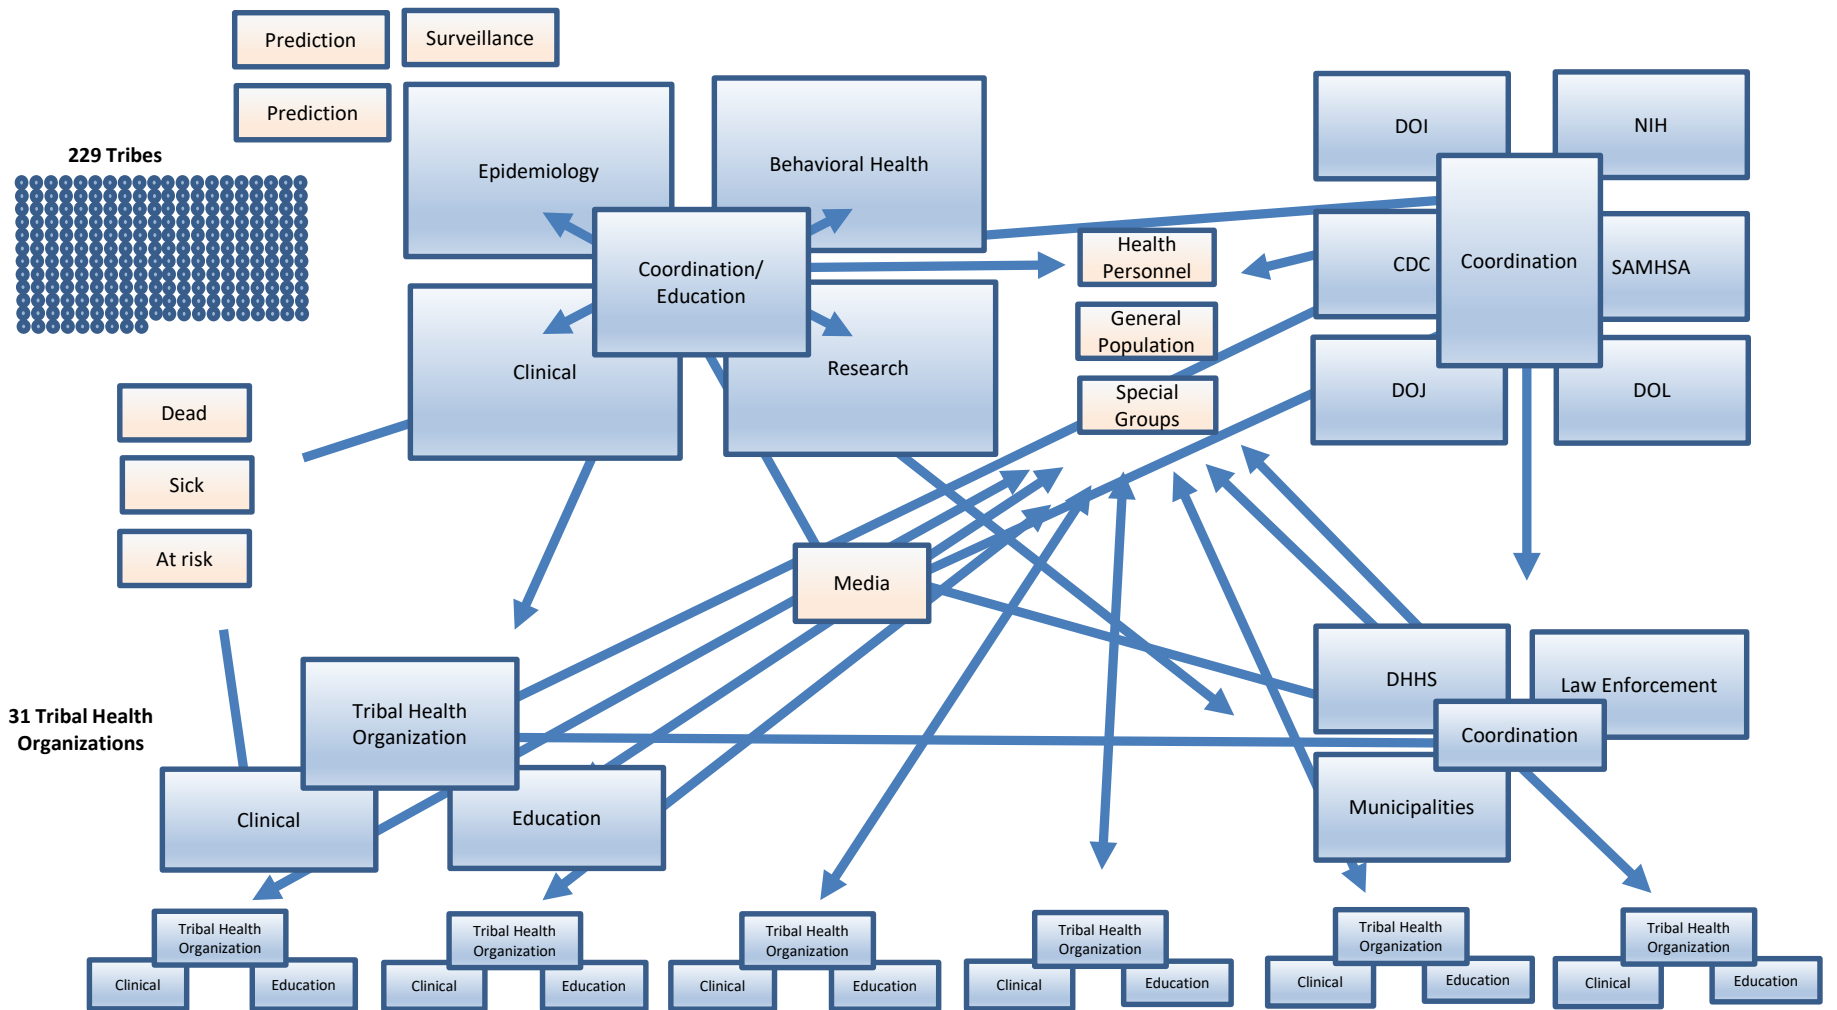 Prediction
Surveillance
Prediction
229 Tribes
Epidemiology
Behavioral Health
Coordination/
Education
Clinical
Research
Health
Personnel
General
Population
Special
Groups
DOI
NIH
CDC
Coordination
SAMHSA
DOJ
DOL
Dead
Sick
At risk
Media
31 Tribal Health
Organizations
Tribal Health
Organization
Clinical
Education
DHHS
Law Enforcement
Coordination
Municipalities
Tribal Health
Organization
Clinical
Education
Tribal Health
Organization
Clinical
Education
Tribal Health
Organization
Clinical
Education
Tribal Health
Organization
Clinical
Education
Tribal Health
Organization
Clinical
Education
Tribal Health
Organization
Clinical
Education